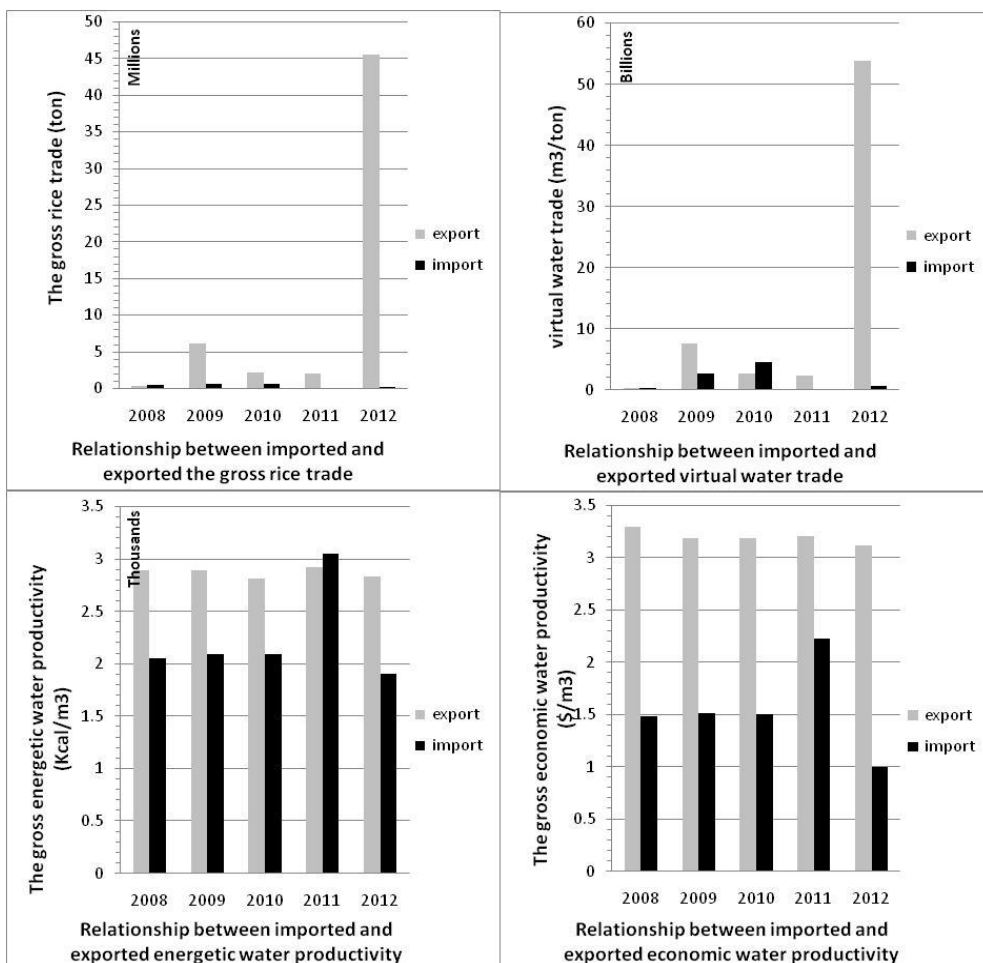 The gross rice trade (ton)
Millions
50
45
40
35
30
25
20
15
10
5
0
2008 2009 2010 2011 2012
export
import
Relationship between imported and
exported the gross rice trade
virtual water trade (m3/ton)
Billions
60
50
40
30
20
10
0
2008 2009 2010 2011 2012
export
import
Relationship between imported and
exported virtual water trade
The gross energetic water productivity
(Kcal/m3)
Thousands
3.5
3
2.5
2
1.5
1
0.5
0
2008 2009 2010 2011 2012
export
import
Relationship between imported and
exported energetic water productivity
The gross economic water productivity
($/m3)
3.5
3
2.5
2
1.5
1
0.5
0
2008 2009 2010 2011 2012
export
import
Relationship between imported and
exported economic water productivity